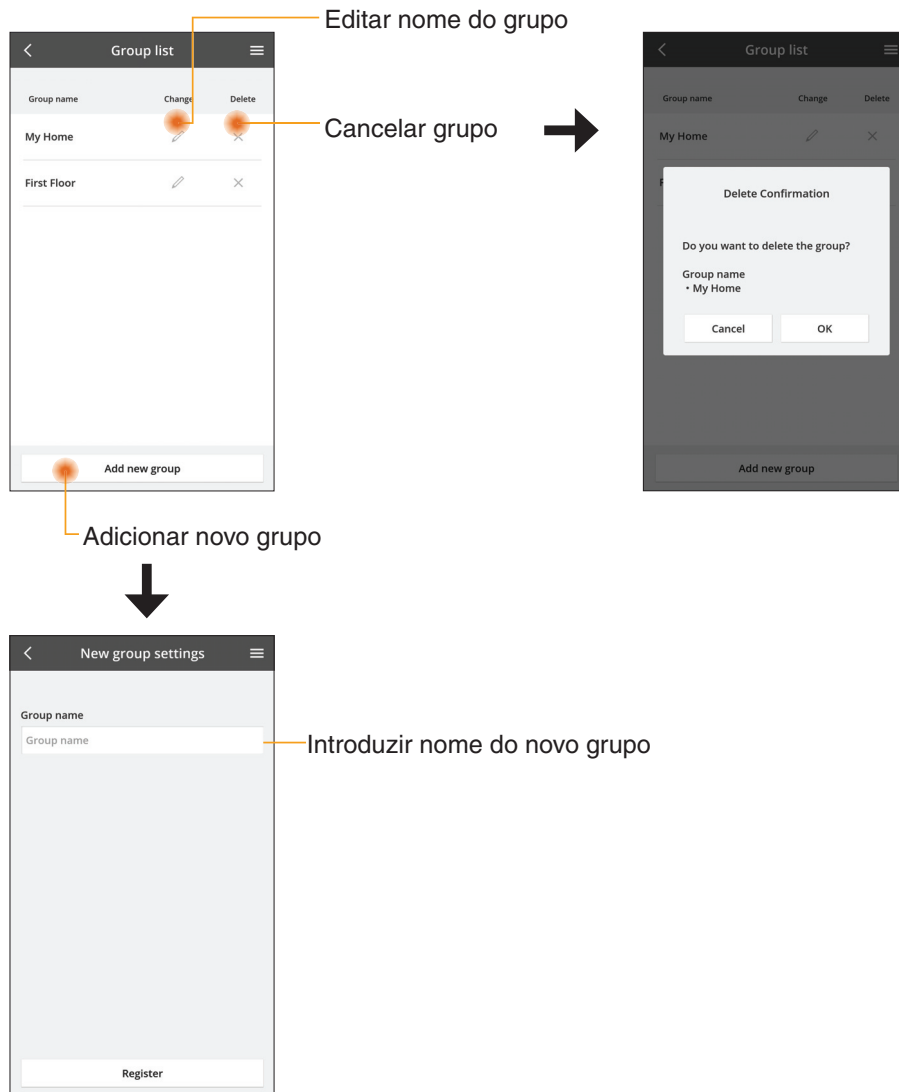 Editar nome do grupo
Group list
Group name Change Delete
My Home
First Floor
Add new group
Cancelar grupo
Group list
Group name Change Delete
My Home
F
Delete Confirmation
Do you want to delete the group?
Group name
• My Home
Cancel OK
Add new group
Adicionar novo grupo
New group settings
Group name
Group name
Introduzir nome do novo grupo
Register